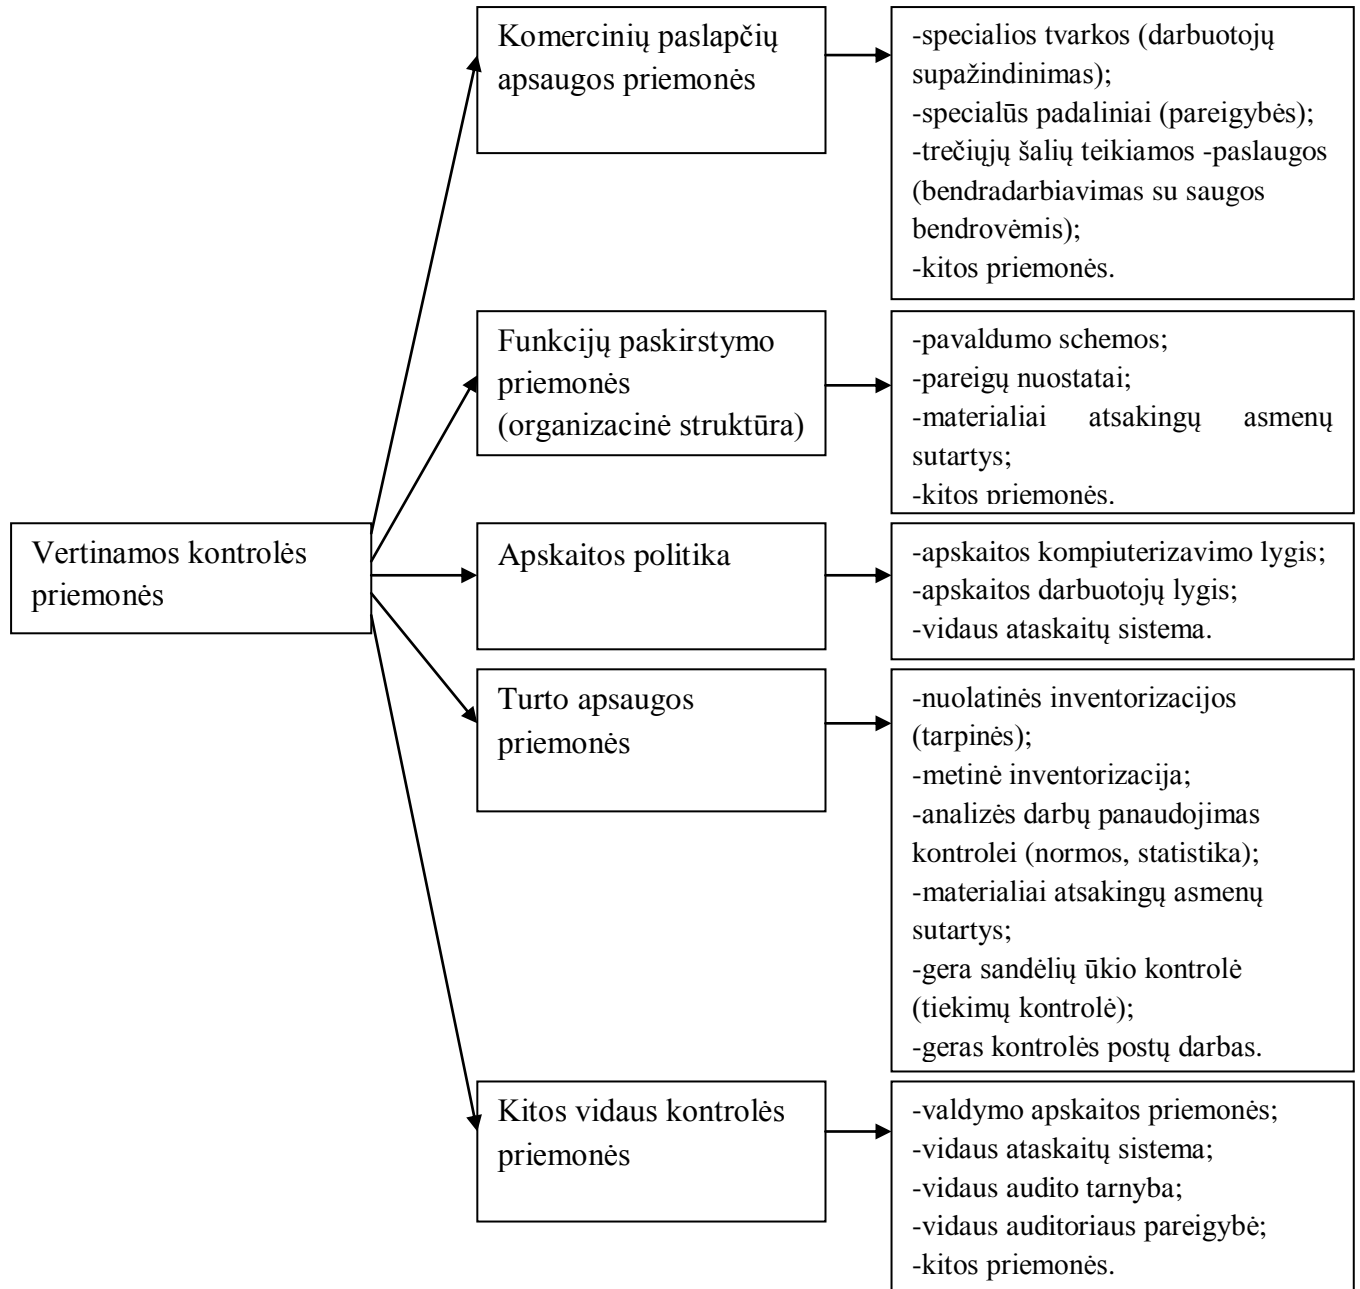 Komercinių paslapčių
apsaugos priemonės
-specialios tvarkos (darbuotojų
supažindinimas);
-specialūs padaliniai (pareigybės);
-trečiųjų šalių teikiamos -paslaugos
(bendradarbiavimas su saugos
bendrovėmis);
-kitos priemonės.
Funkcijų paskirstymo
priemonės
(organizacinė struktūra)
-pavaldumo schemos;
-pareigų nuostatai;
-materialiai atsakingų asmenų
sutartys;
-kitos priemonės.
Vertinamos kontrolės
priemonės
Apskaitos politika
-apskaitos kompiuterizavimo lygis;
-apskaitos darbuotojų lygis;
-vidaus ataskaitų sistema.
Turto apsaugos
priemonės
-nuolatinės inventorizacijos
(tarpinės);
-metinė inventorizacija;
-analizės darbų panaudojimas
kontrolei (normos, statistika);
-materialiai atsakingų asmenų
sutartys;
-gera sandėlių ūkio kontrolė
(tiekimų kontrolė);
-geras kontrolės postų darbas.
Kitos vidaus kontrolės
priemonės
-valdymo apskaitos priemonės;
-vidaus ataskaitų sistema;
-vidaus audito tarnyba;
-vidaus auditoriaus pareigybė;
-kitos priemonės.